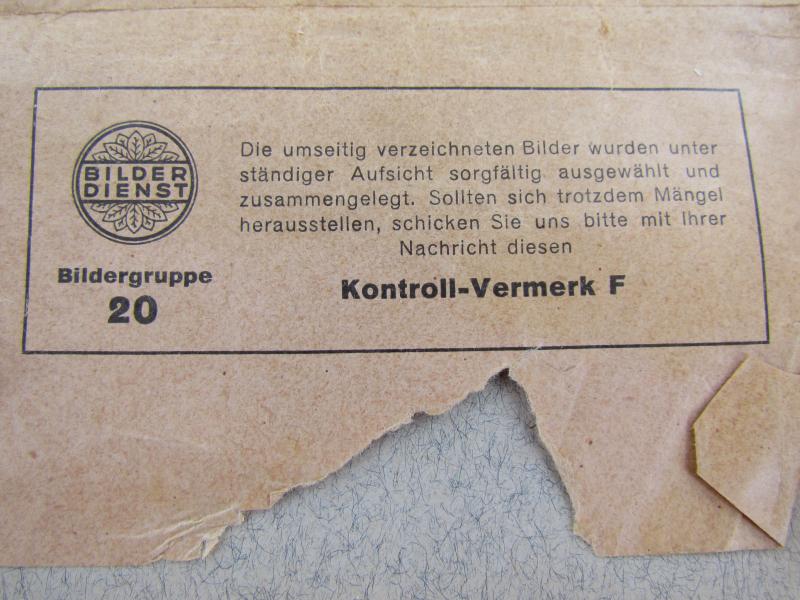 BILDER
DIENST
Bildergruppe
20
Die umseitig verzeichneten Bilder wurden unter
ständiger Aufsicht sorgfältig ausgewählt und
zusammengelegt. Sollten sich trotzdem Mängel
herausstellen, schicken Sie uns bitte mit Ihrer
Nachricht diesen
Kontroll-Vermerk F